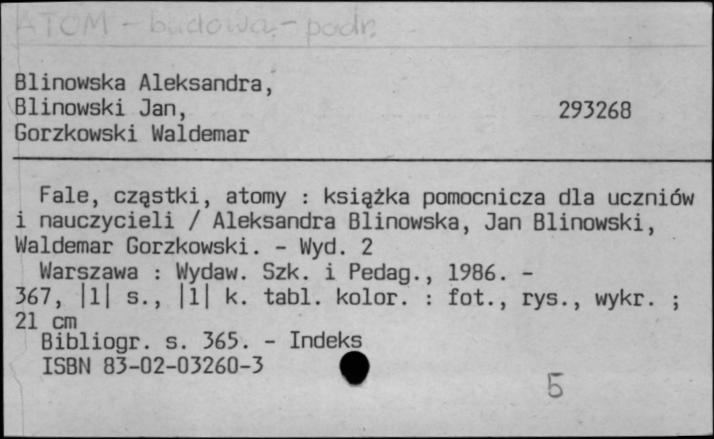 ATOM - budowa - podr.
Blinowska Aleksandra,
Blinowski Jan, 293268
Gorzkowski Waldemar
Fale, cząstki, atomy : książka pomocnicza dla uczniów
i nauczycieli / Aleksandra Blinowska, Jan Blinowski,
Waldemar Gorzkowski. - Wyd. 2
Warszawa : Wydaw. Szk. i Pedag., 1986. -
367, |1| s., |1| k. tabl. kolor. : fot., rys., wykr. ;
21 cm
Bibliogr. s. 365. - Indeks
ISBN 83-02-03260-3
5